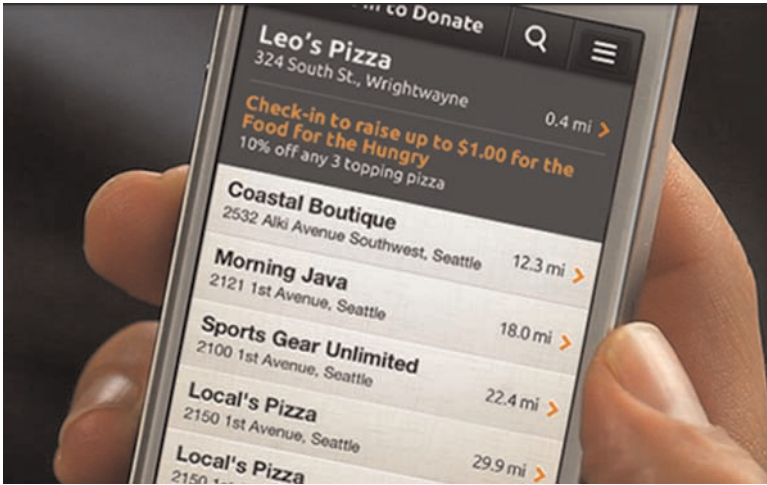 to Donate
Leo's Pizza
324 South St., Wrightwayne
0.4 mi
Check-in to raise up to $1.00 for the
Food for the Hungry
10% off any 3 topping pizza
Coastal Boutique
2532 Alki Avenue Southwest, Seattle
12.3 mi
Morning Java
2121 1st Avenue, Seattle
18.0 mi
Sports Gear Unlimited
2100 1st Avenue, Seattle
22.4 mi
Local's Pizza
2150 1st Avenue, Seattle
29.9 mi
Local's Pizza
2150